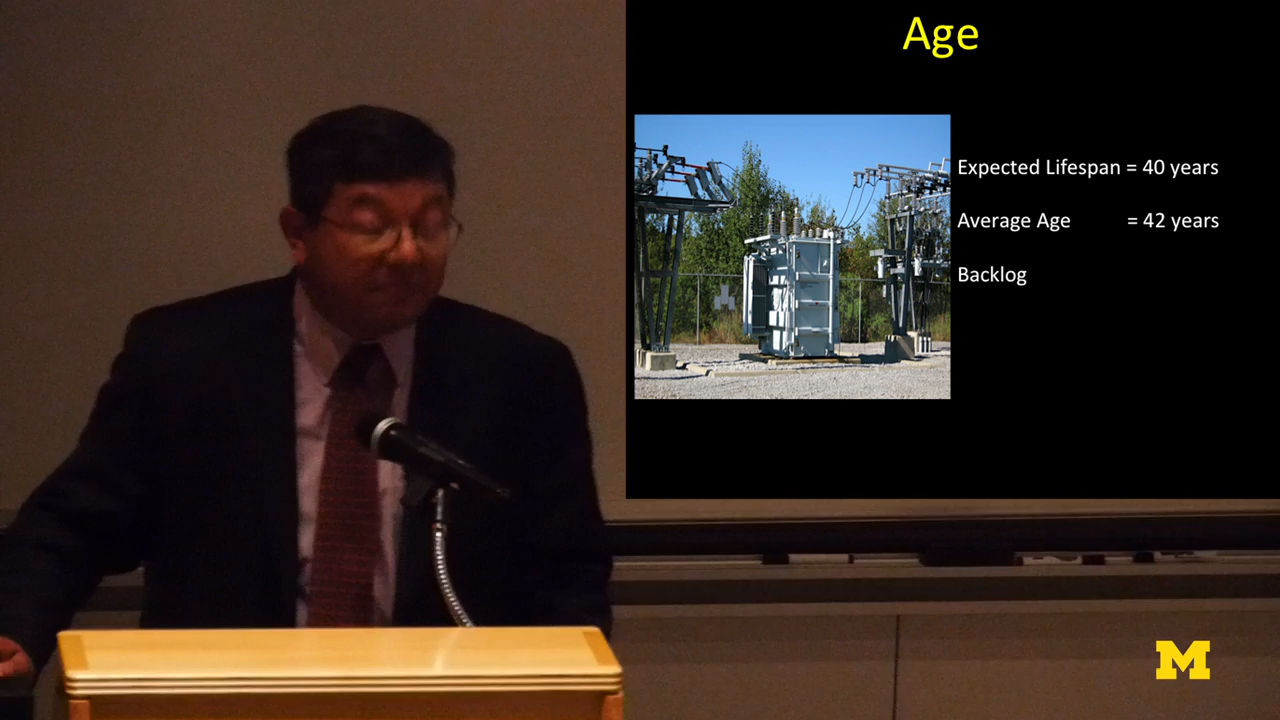 Age
Expected Lifespan = 40 years
Average Age = 42 years
Backlog
M